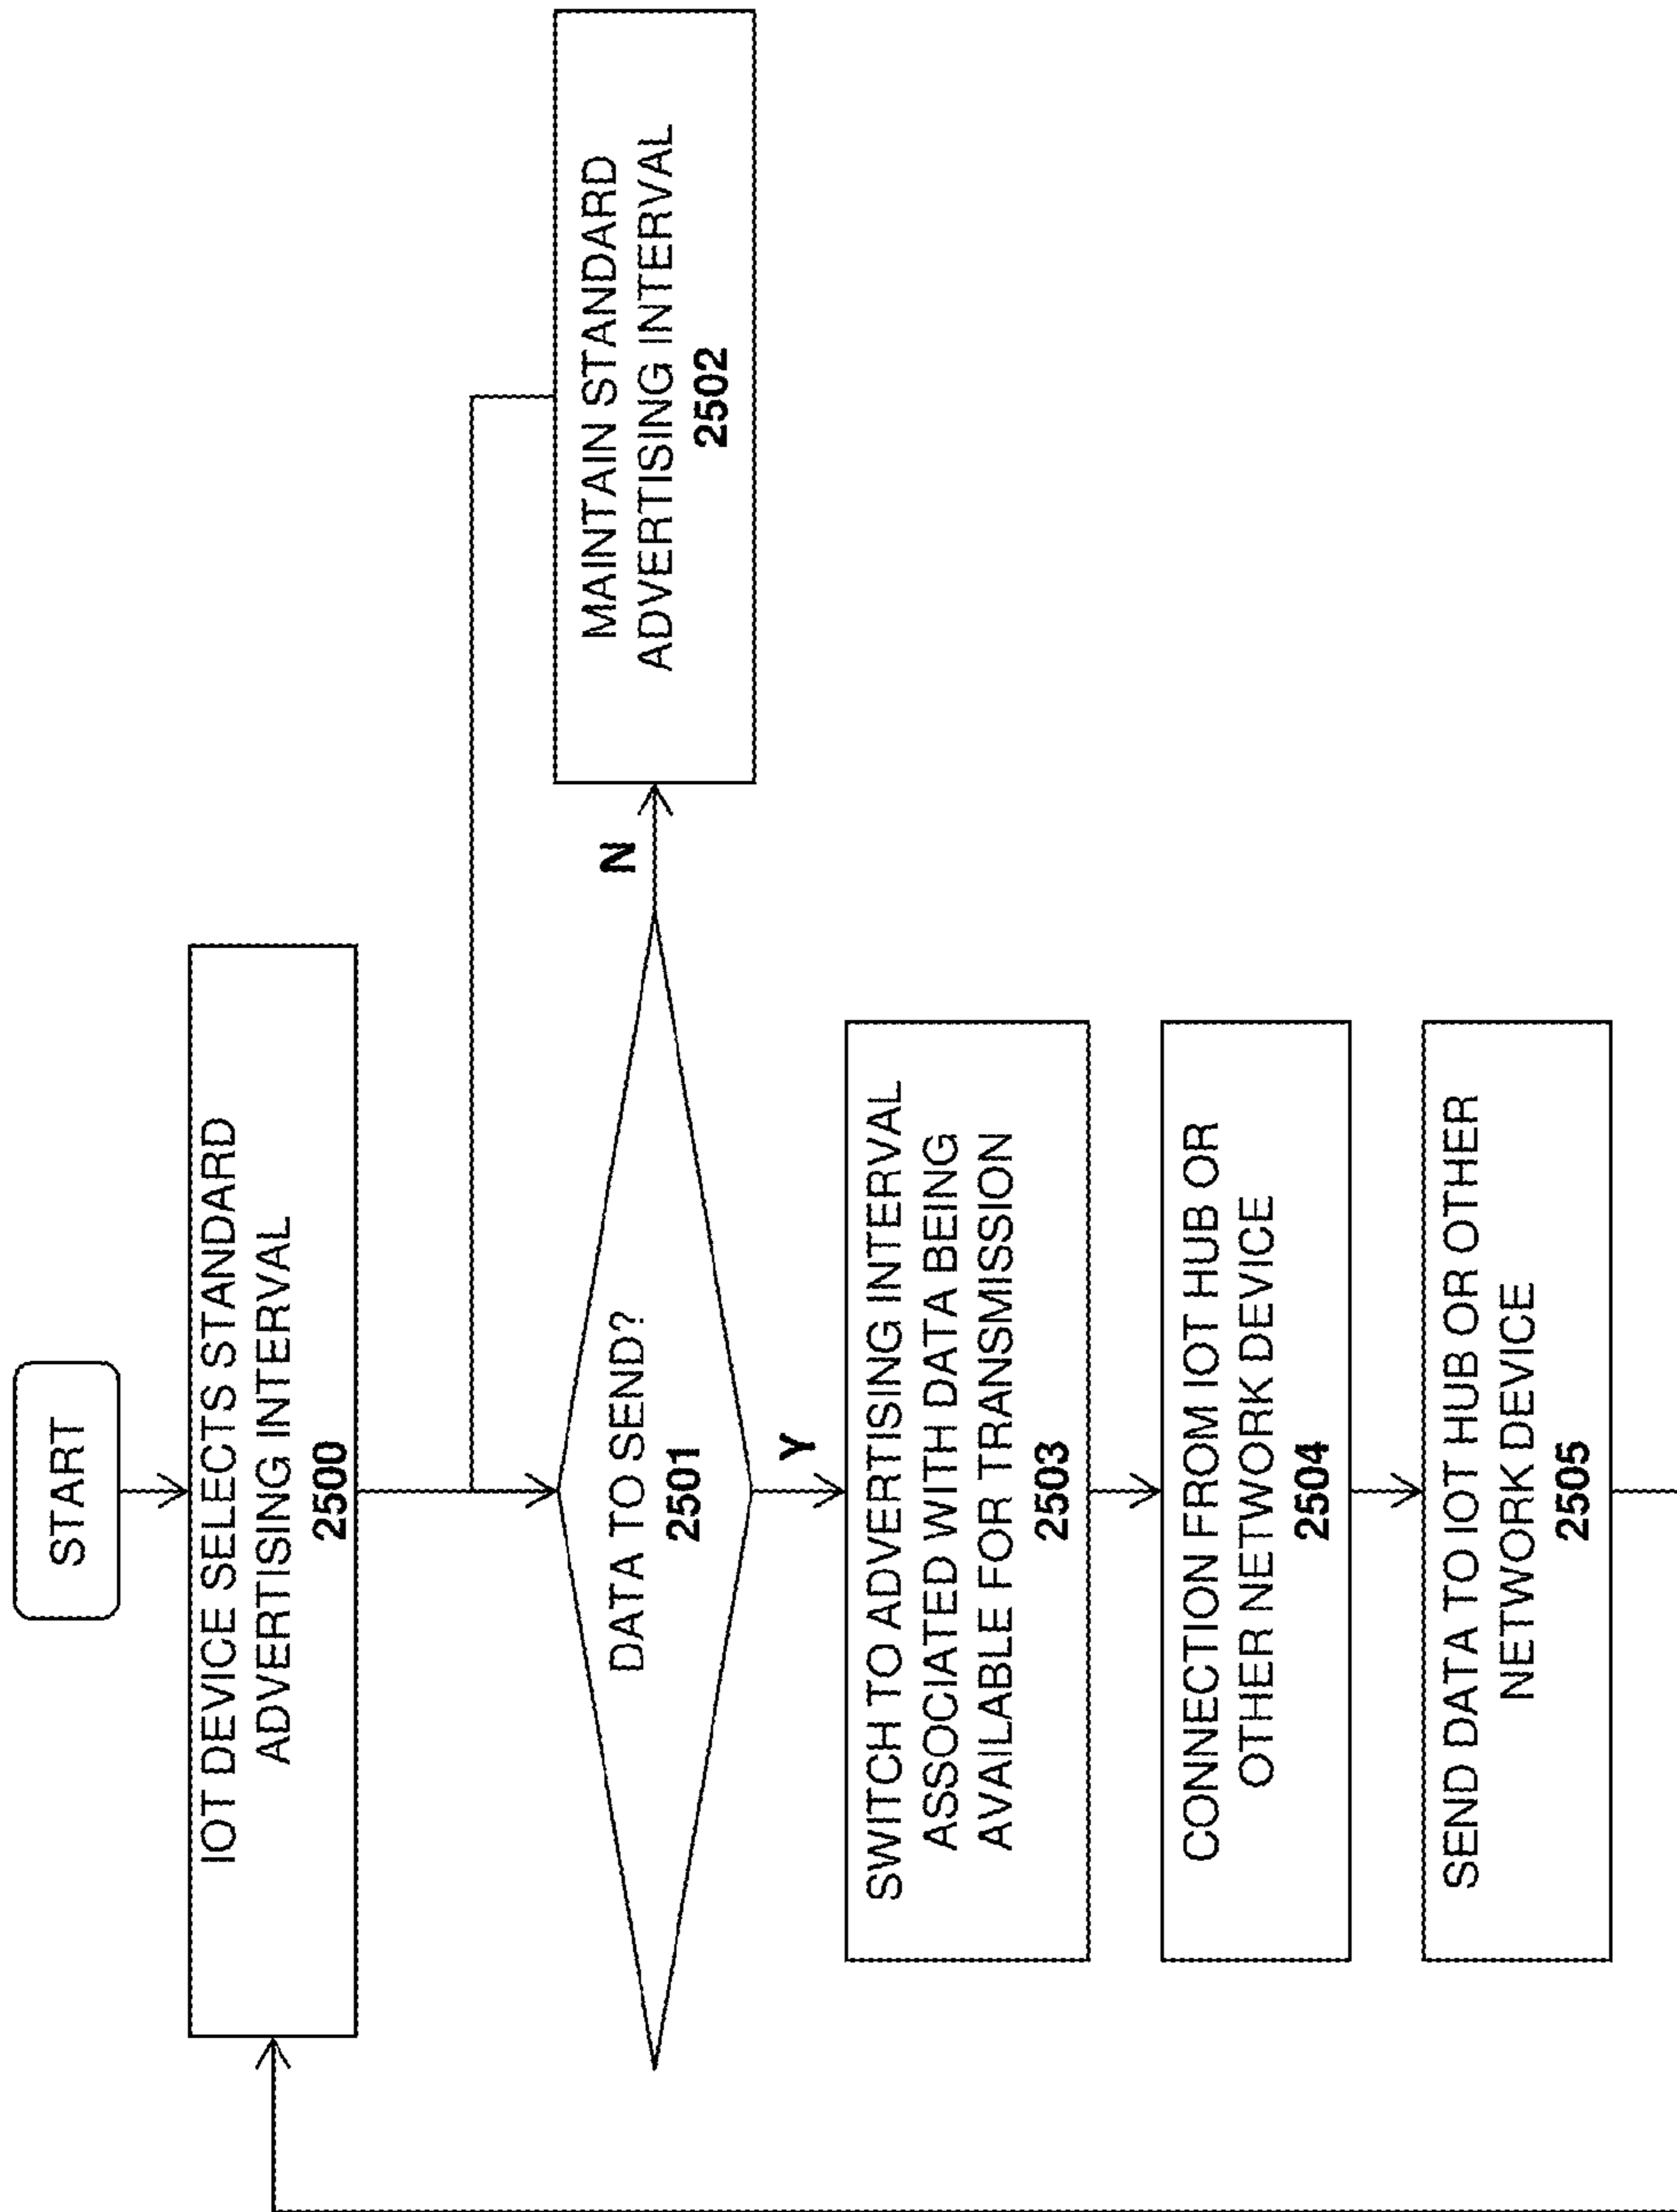 START
IOT DEVICE SELECTS STANDARD
ADVERTISING INTERVAL
2500
DATA TO SEND?
2501
N
MAINTAIN STANDARD
ADVERTISING INTERVAL
2502
Y
SWITCH TO ADVERTISING INTERVAL
ASSOCIATED WITH DATA BEING
AVAILABLE FOR TRANSMISSION
2503
CONNECTION FROM IOT HUB OR
OTHER NETWORK DEVICE
2504
SEND DATA TO IOT HUB OR OTHER
NETWORK DEVICE
2505